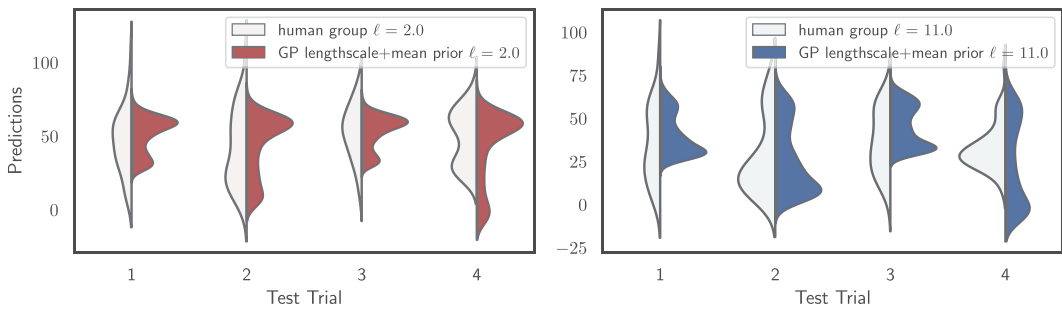 human group ℓ = 2.0
GP lengthscale+mean prior ℓ = 2.0
100
50
0
Predictions
1 2 3 4
Test Trial
human group ℓ = 11.0
GP lengthscale+mean prior ℓ = 11.0
100
75
50
25
0
−25
1 2 3 4
Test Trial